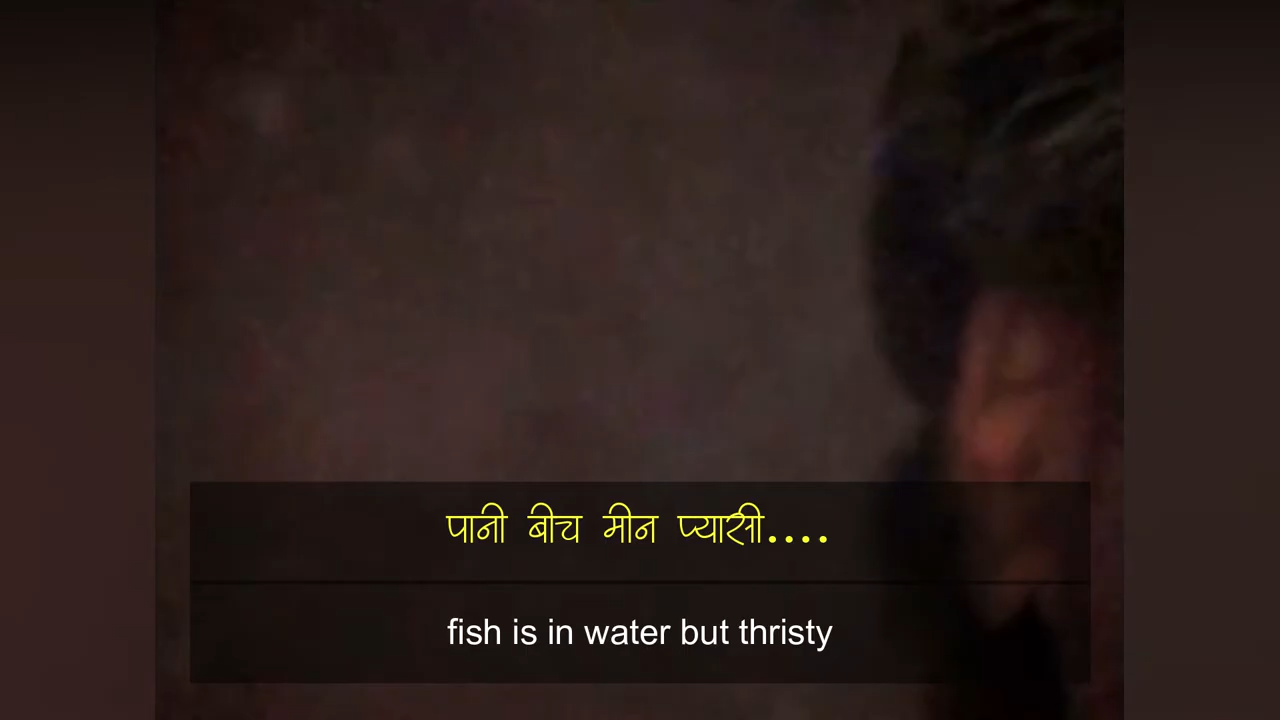 पानी बीच मीन प्यासी....
fish is in water but thristy